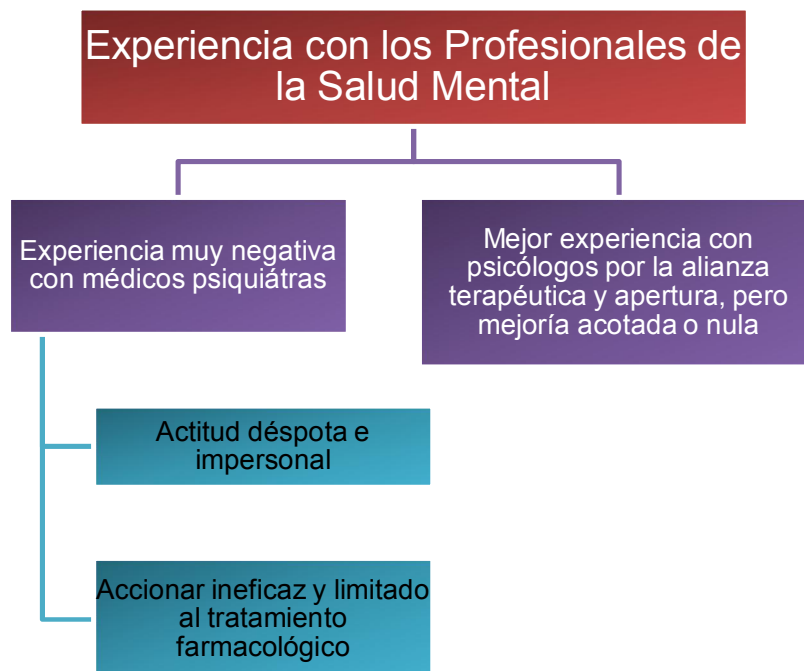 Experiencia con los Profesionales de
la Salud Mental
Experiencia muy negativa
con médicos psiquiátras
Mejor experiencia con
psicólogos por la alianza
terapéutica y apertura, pero
mejoría acotada o nula
Actitud déspota e
impersonal
Accionar ineficaz y limitado
al tratamiento
farmacológico